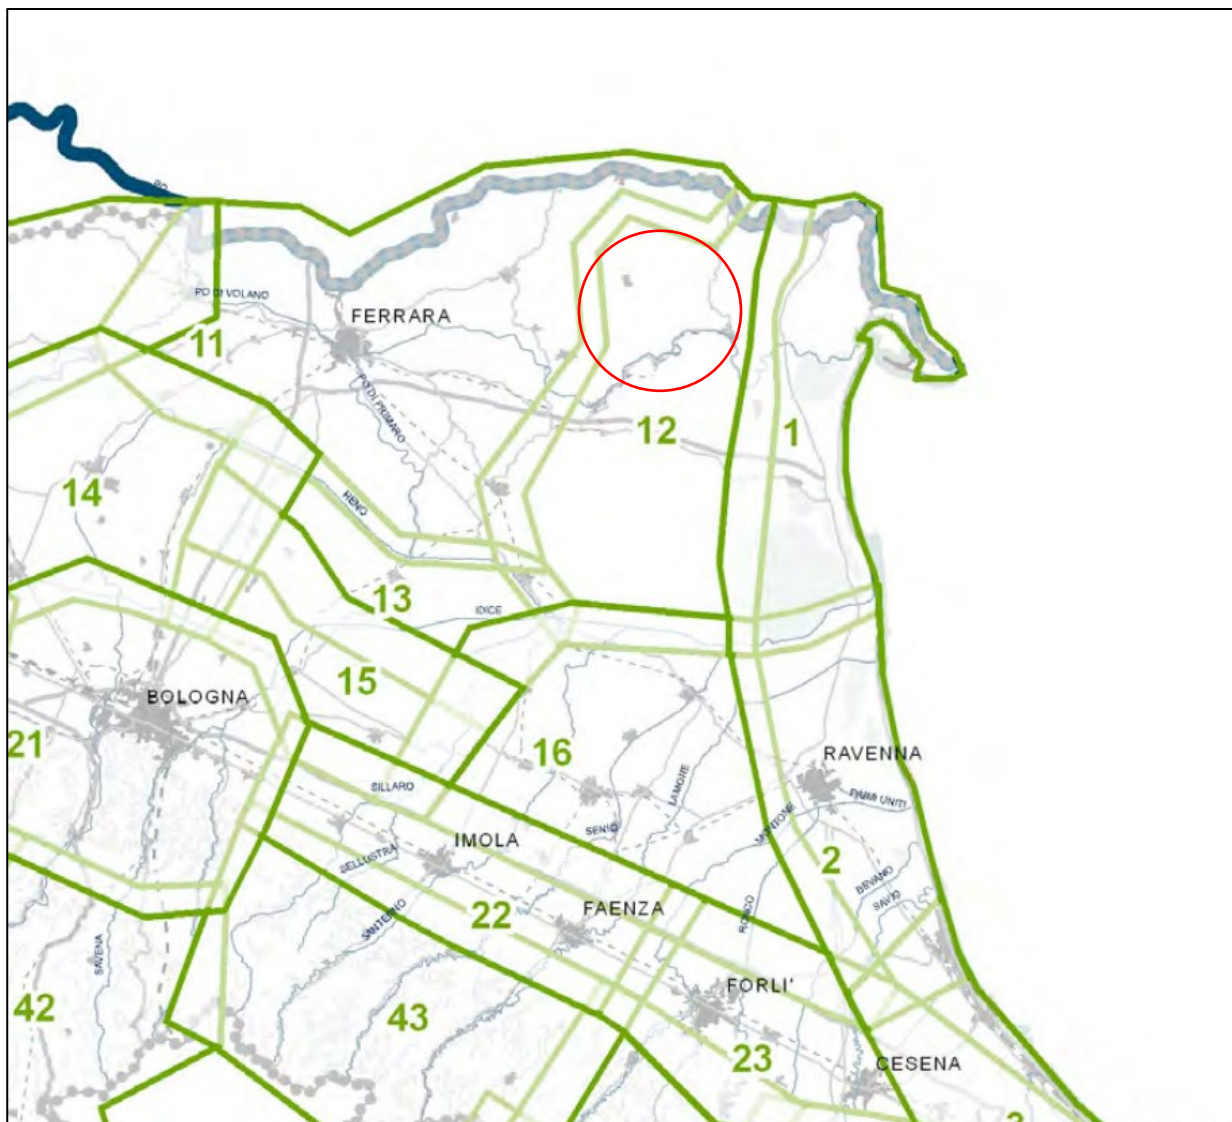 PO
PO DI VOLANO
FERRARA
11
PO DI PRIMARO
12
1
14
RENO
13
IDICE
15
BOLOGNA
21
16
RAVENNA
SILLARO
LAMONE
FIUMI UNITI
SENIO
MONTONE
IMOLA
SELLUSTRA
2
BEVANO
SAVIO
22
FAENZA
SANTERNO
RONCO
SAVENA
FORLI'
42
43
23
CESENA
3